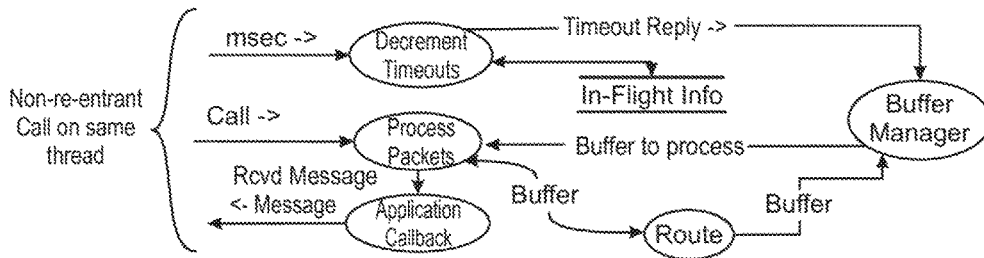 msec ->
Decrement
Timeouts
Timeout Reply ->
In-Flight Info
Buffer
Manager
Non-re-entrant
Call on same
thread
Call ->
Process
Packets
Buffer to process
Rcvd Message
<- Message
Application
Callback
Buffer
Route
Buffer